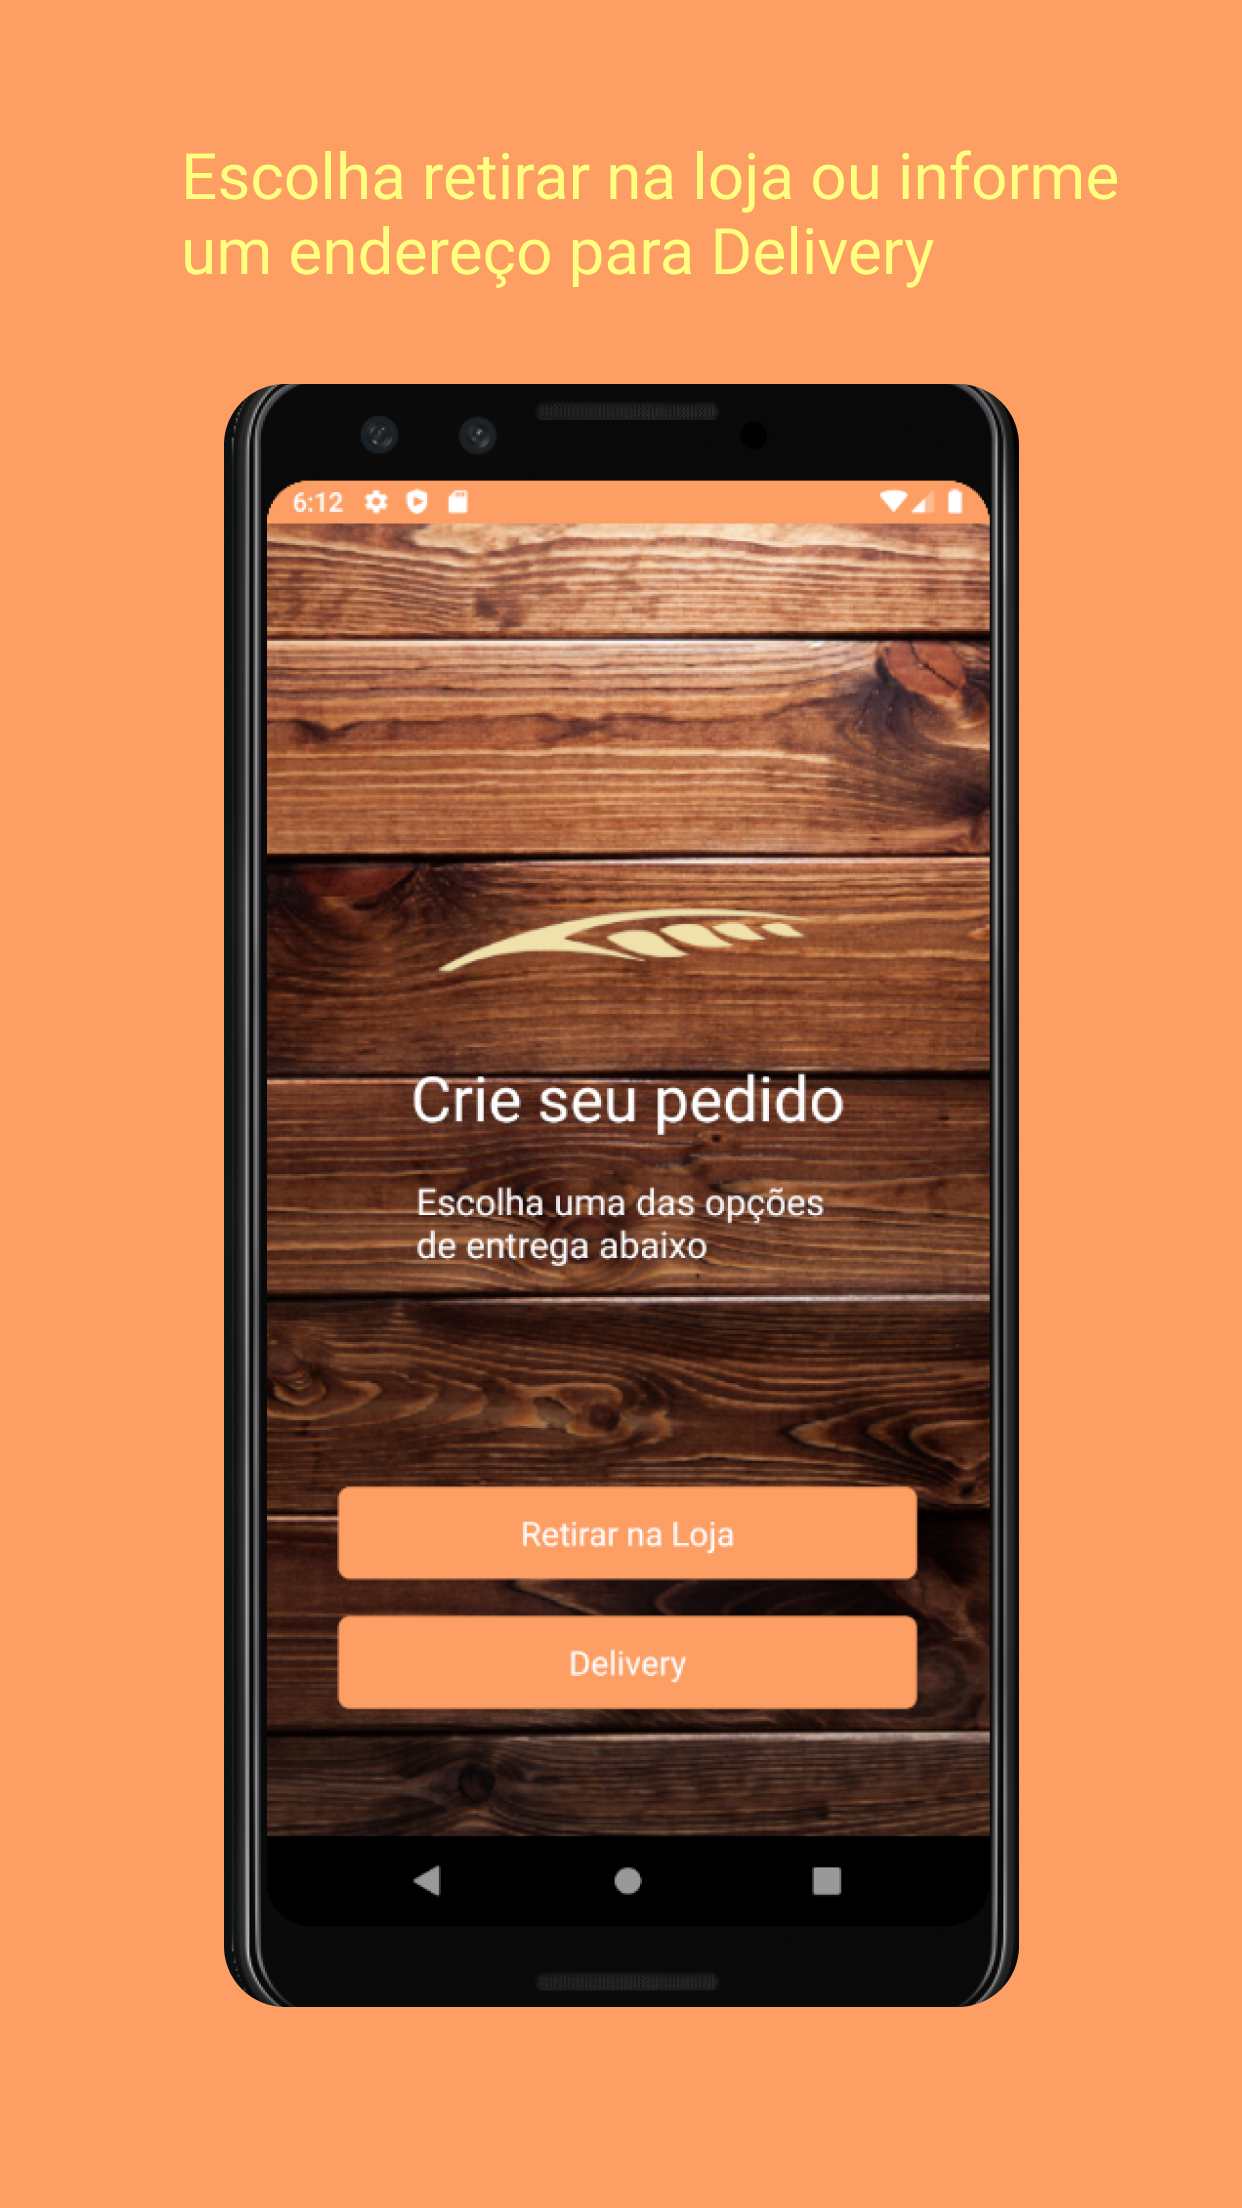 Escolha retirar na loja ou informe
um endereço para Delivery
6:12
Crie seu pedido
Escolha uma das opções
de entrega abaixo
Retirar na Loja
Delivery